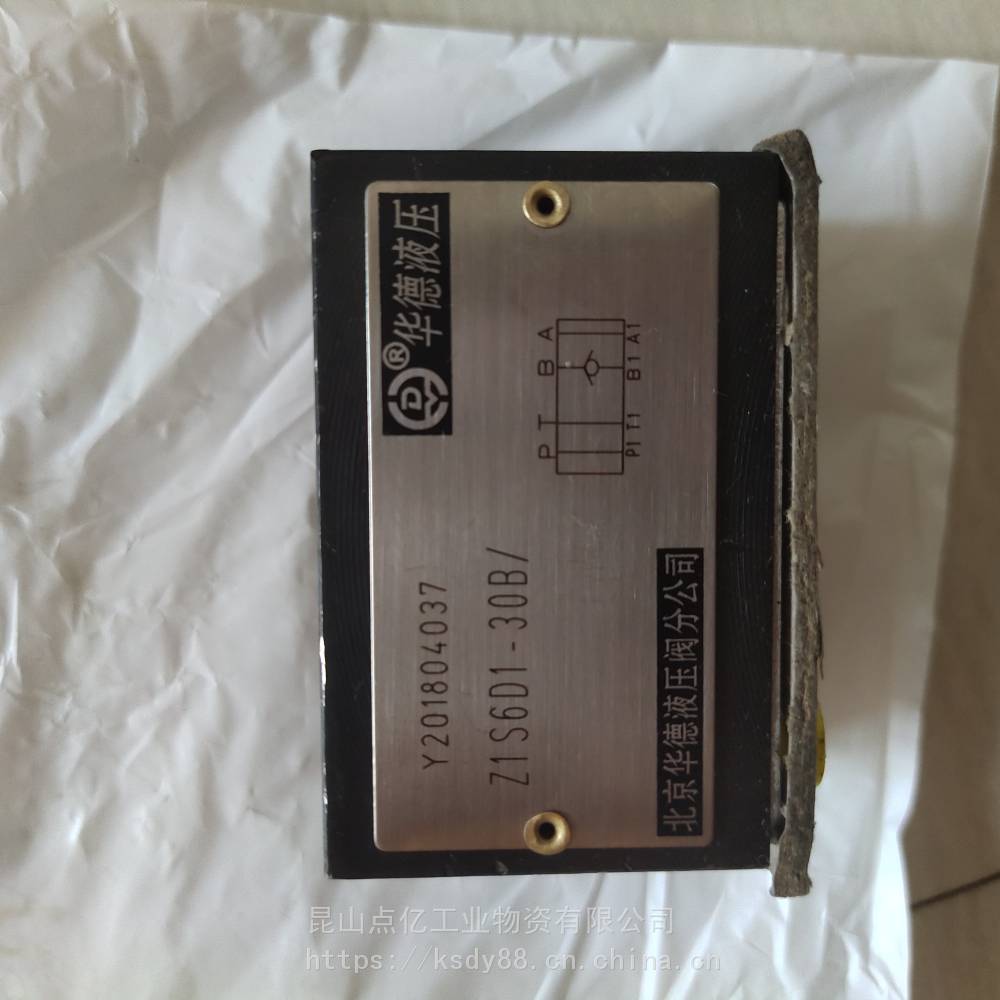 ® 华德液压
Y201804037
Z1S6D1-30B/
P T B A
P1 T1 B1 A1
北京华德液压阀分公司
昆山点亿工业物资有限公司
https://ksdy88.cn.china.cn